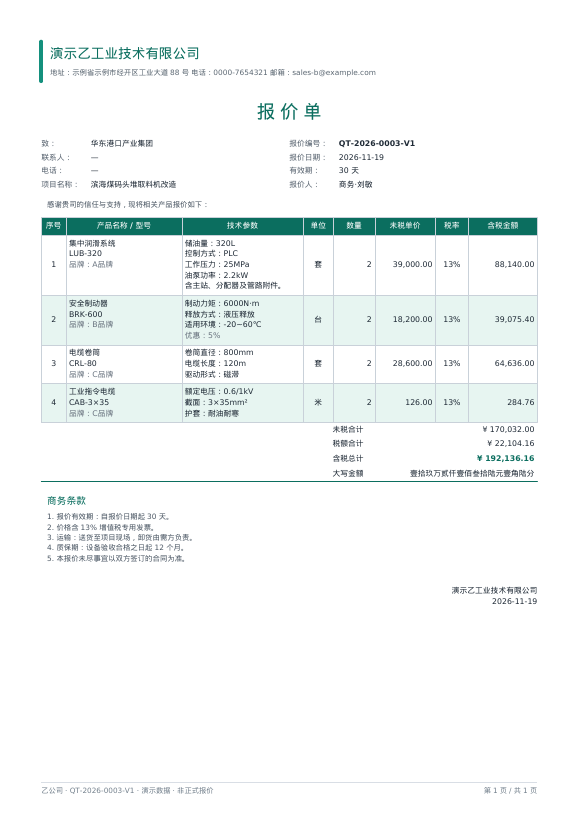 演示乙工业技术有限公司
地址：示例省示例市经开区工业大道 88 号 电话：0000-7654321 邮箱：sales-b@example.com
报价单
致： 华东港口产业集团 报价编号： QT-2026-0003-V1
联系人： — 报价日期： 2026-11-19
电话： — 有效期： 30 天
项目名称： 滨海煤码头堆取料机改造 报价人： 商务·刘敏
感谢贵司的信任与支持，现将相关产品报价如下：
序号 产品名称 / 型号 技术参数 单位 数量 未税单价 税率 含税金额
1 集中润滑系统 LUB-320 品牌：A品牌 储油量：320L 套 2 39,000.00 13% 88,140.00
控制方式：PLC
工作压力：25MPa
油泵功率：2.2kW
含主站、分配器及管路附件。
2 安全制动器 BRK-600 品牌：B品牌 制动力矩：6000N·m 台 2 18,200.00 13% 39,075.40
释放方式：液压释放
适用环境：-20~60℃
优惠：5%
3 电缆卷筒 CRL-80 品牌：C品牌 卷筒直径：800mm 套 2 28,600.00 13% 64,636.00
电缆长度：120m
驱动形式：磁滞
4 工业指令电缆 CAB-3×35 品牌：C品牌 额定电压：0.6/1kV 米 2 126.00 13% 284.76
截面：3×35mm²
护套：耐油耐寒
未税合计 ¥ 170,032.00
税额合计 ¥ 22,104.16
含税总计 ¥ 192,136.16
大写金额 壹拾玖万贰仟壹佰叁拾陆元壹角陆分
商务条款
1. 报价有效期：自报价日期起 30 天。
2. 价格含 13% 增值税专用发票。
3. 运输：送货至项目现场，卸货由需方负责。
4. 质保期：设备验收合格之日起 12 个月。
5. 本报价未尽事宜以双方签订的合同为准。
演示乙工业技术有限公司
2026-11-19
乙公司 · QT-2026-0003-V1 · 演示数据 · 非正式报价 第 1 页 / 共 1 页